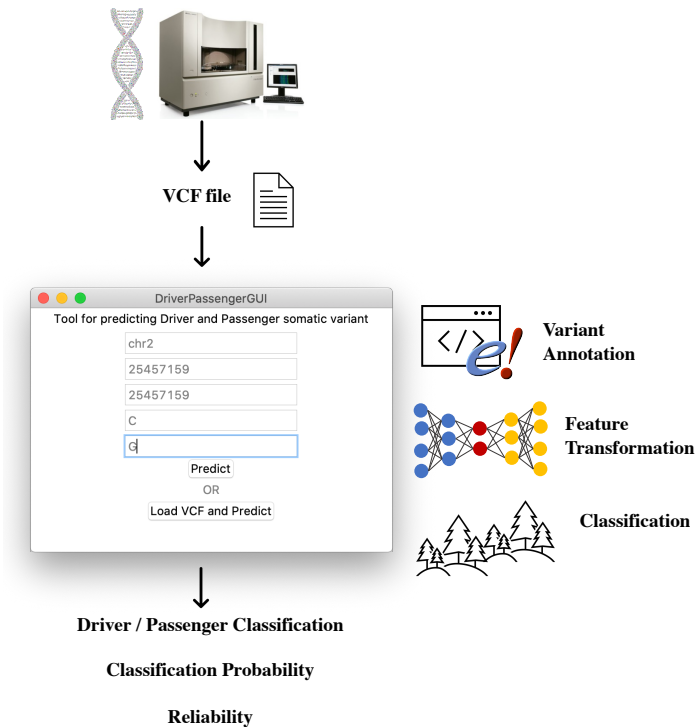 VCF file
DriverPassengerGUI
Tool for predicting Driver and Passenger somatic variant
chr2
25457159
25457159
C
G
Predict
OR
Load VCF and Predict
</>
e!
Variant
Annotation
Feature
Transformation
Classification
Driver / Passenger Classification
Classification Probability
Reliability